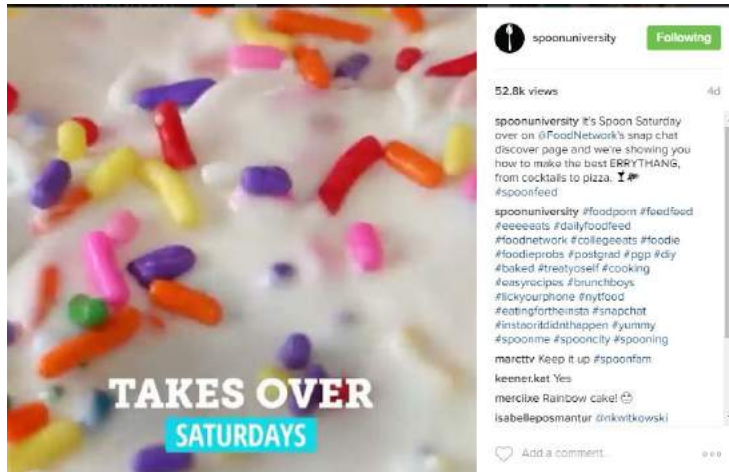 TAKES OVER
SATURDAYS
spoonuniversity
Following
52.8k views
4d
spoonuniversity It's Spoon Saturday
over on @FoodNetwork's snap chat
discover page and we're showing you
how to make the best ERRYTHANG,
from cocktails to pizza.
#spoonfeed
spoonuniversity #foodporn #feedfeed
#eeeeeats #dailyfoodfeed
#foodnetwork #collegeeats #foodie
#foodieprobs #postgrad #pgp #diy
#baked #treatyoself #cooking
#easyrecipes #brunchboys
#lickyourphone #nytfood
#eatingfortheinsta #snapchat
#instaoritdidnthappen #yummy
#spoonme #spooncity #spooning
marcttv Keep it up #spoonfam
keener.kat Yes
merciixe Rainbow cake!
isabelleposmantur @nkwitkowski
Add a comment...